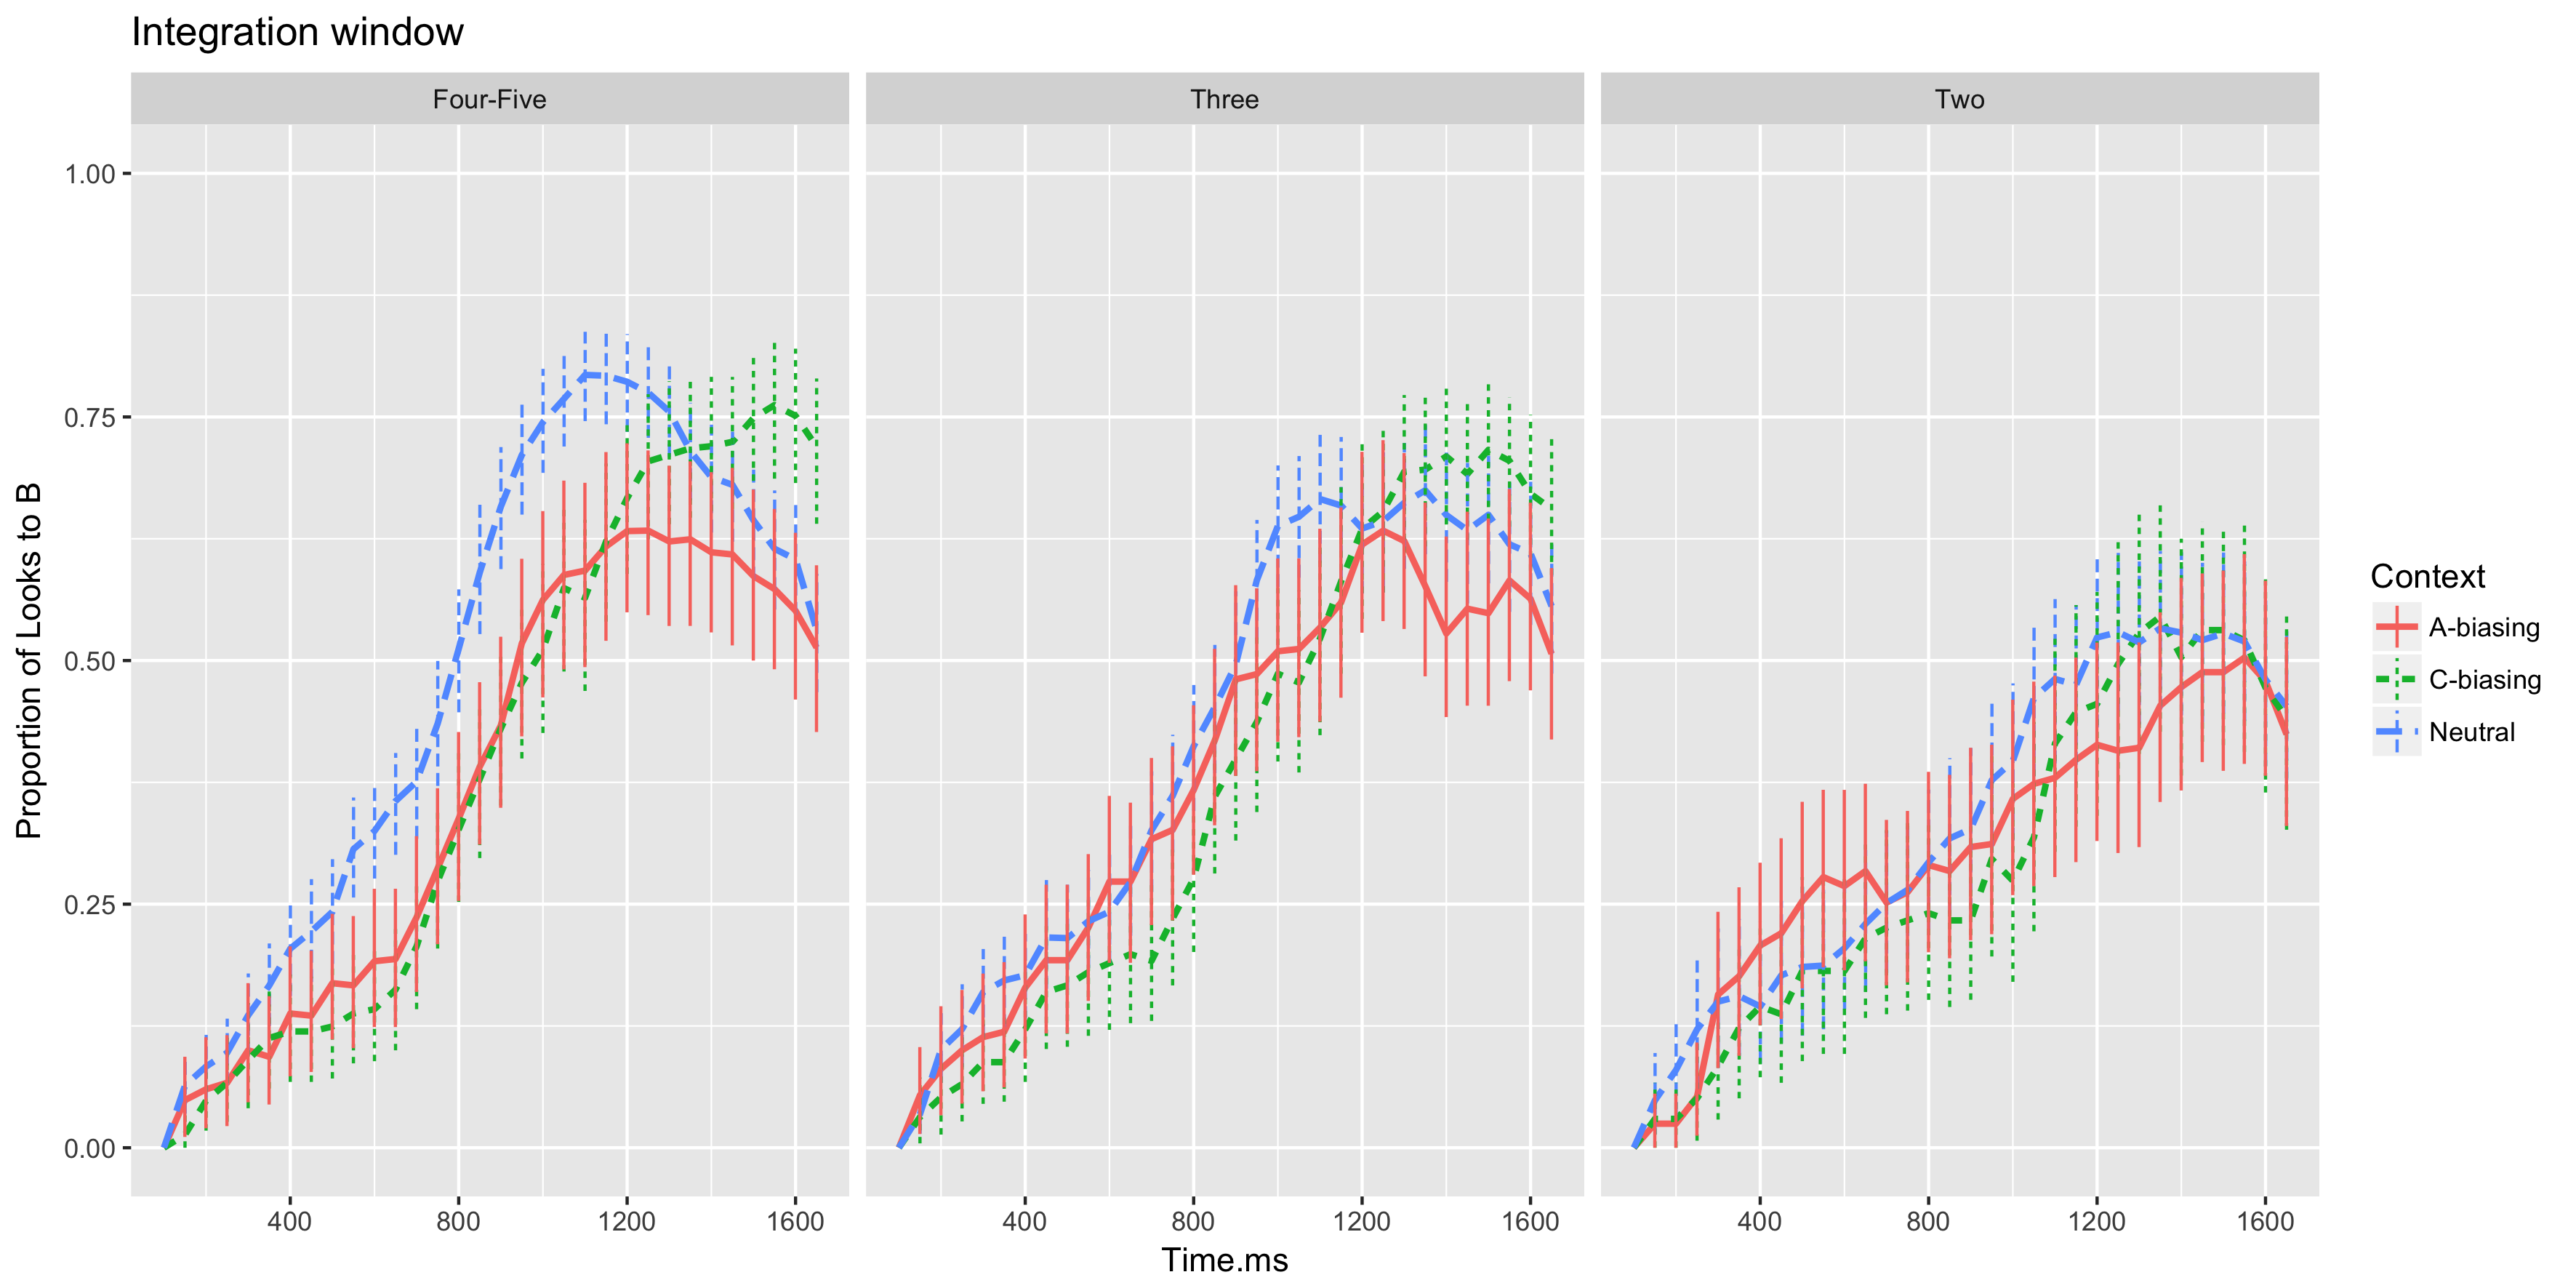 Integration window
Four-Five
Three
Two
1.00
0.75
0.50
0.25
0.00
Proportion of Looks to B
400 800 1200 1600
400 800 1200 1600
400 800 1200 1600
Time.ms
Context
A-biasing
C-biasing
Neutral